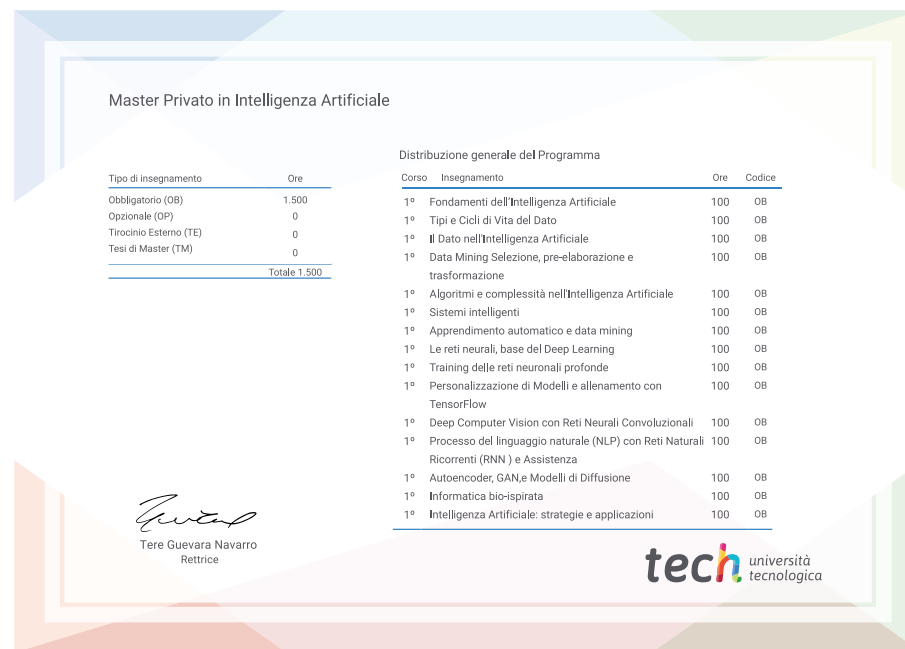 Master Privato in Intelligenza Artificiale
Tipo di insegnamento Ore
Obbligatorio (OB) 1.500
Opzionale (OP) 0
Tirocinio Esterno (TE) 0
Tesi di Master (TM) 0
Totale 1.500
Distribuzione generale del Programma
Corso Insegnamento Ore Codice
1º Fondamenti dell'Intelligenza Artificiale 100 OB
1º Tipi e Cicli di Vita del Dato 100 OB
1º Il Dato nell'Intelligenza Artificiale 100 OB
1º Data Mining Selezione, pre-elaborazione e 100 OB
trasformazione
1º Algoritmi e complessità nell'Intelligenza Artificiale 100 OB
1º Sistemi intelligenti 100 OB
1º Apprendimento automatico e data mining 100 OB
1º Le reti neurali, base del Deep Learning 100 OB
1º Training delle reti neuronali profonde 100 OB
1º Personalizzazione di Modelli e allenamento con 100 OB
TensorFlow
1º Deep Computer Vision con Reti Neurali Convoluzionali 100 OB
1º Processo del linguaggio naturale (NLP) con Reti Naturali 100 OB
Ricorrenti (RNN ) e Assistenza
1º Autoencoder, GAN,e Modelli di Diffusione 100 OB
1º Informatica bio-ispirata 100 OB
1º Intelligenza Artificiale: strategie e applicazioni 100 OB
Tere Guevara Navarro
Rettrice
tech università
tecnologica